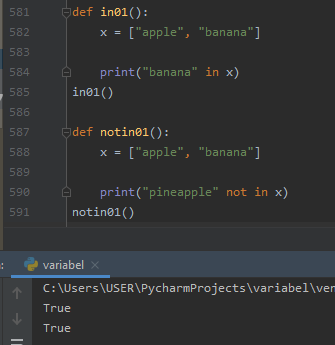 581 def in01():
582     x = ["apple", "banana"]
583
584     print("banana" in x)
585 in01()
586
587 def notin01():
588     x = ["apple", "banana"]
589
590     print("pineapple" not in x)
591 notin01()
variabel ×
C:\Users\USER\PycharmProjects\variabel\ven
True
True